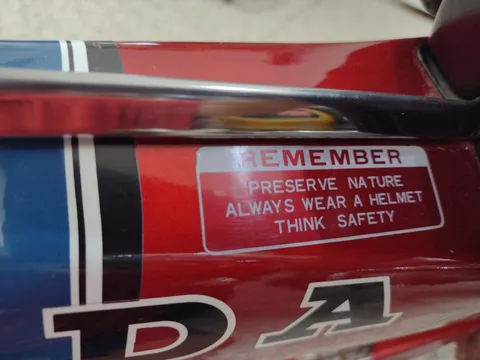 REMEMBER
PRESERVE NATURE
ALWAYS WEAR A HELMET
THINK SAFETY
DA